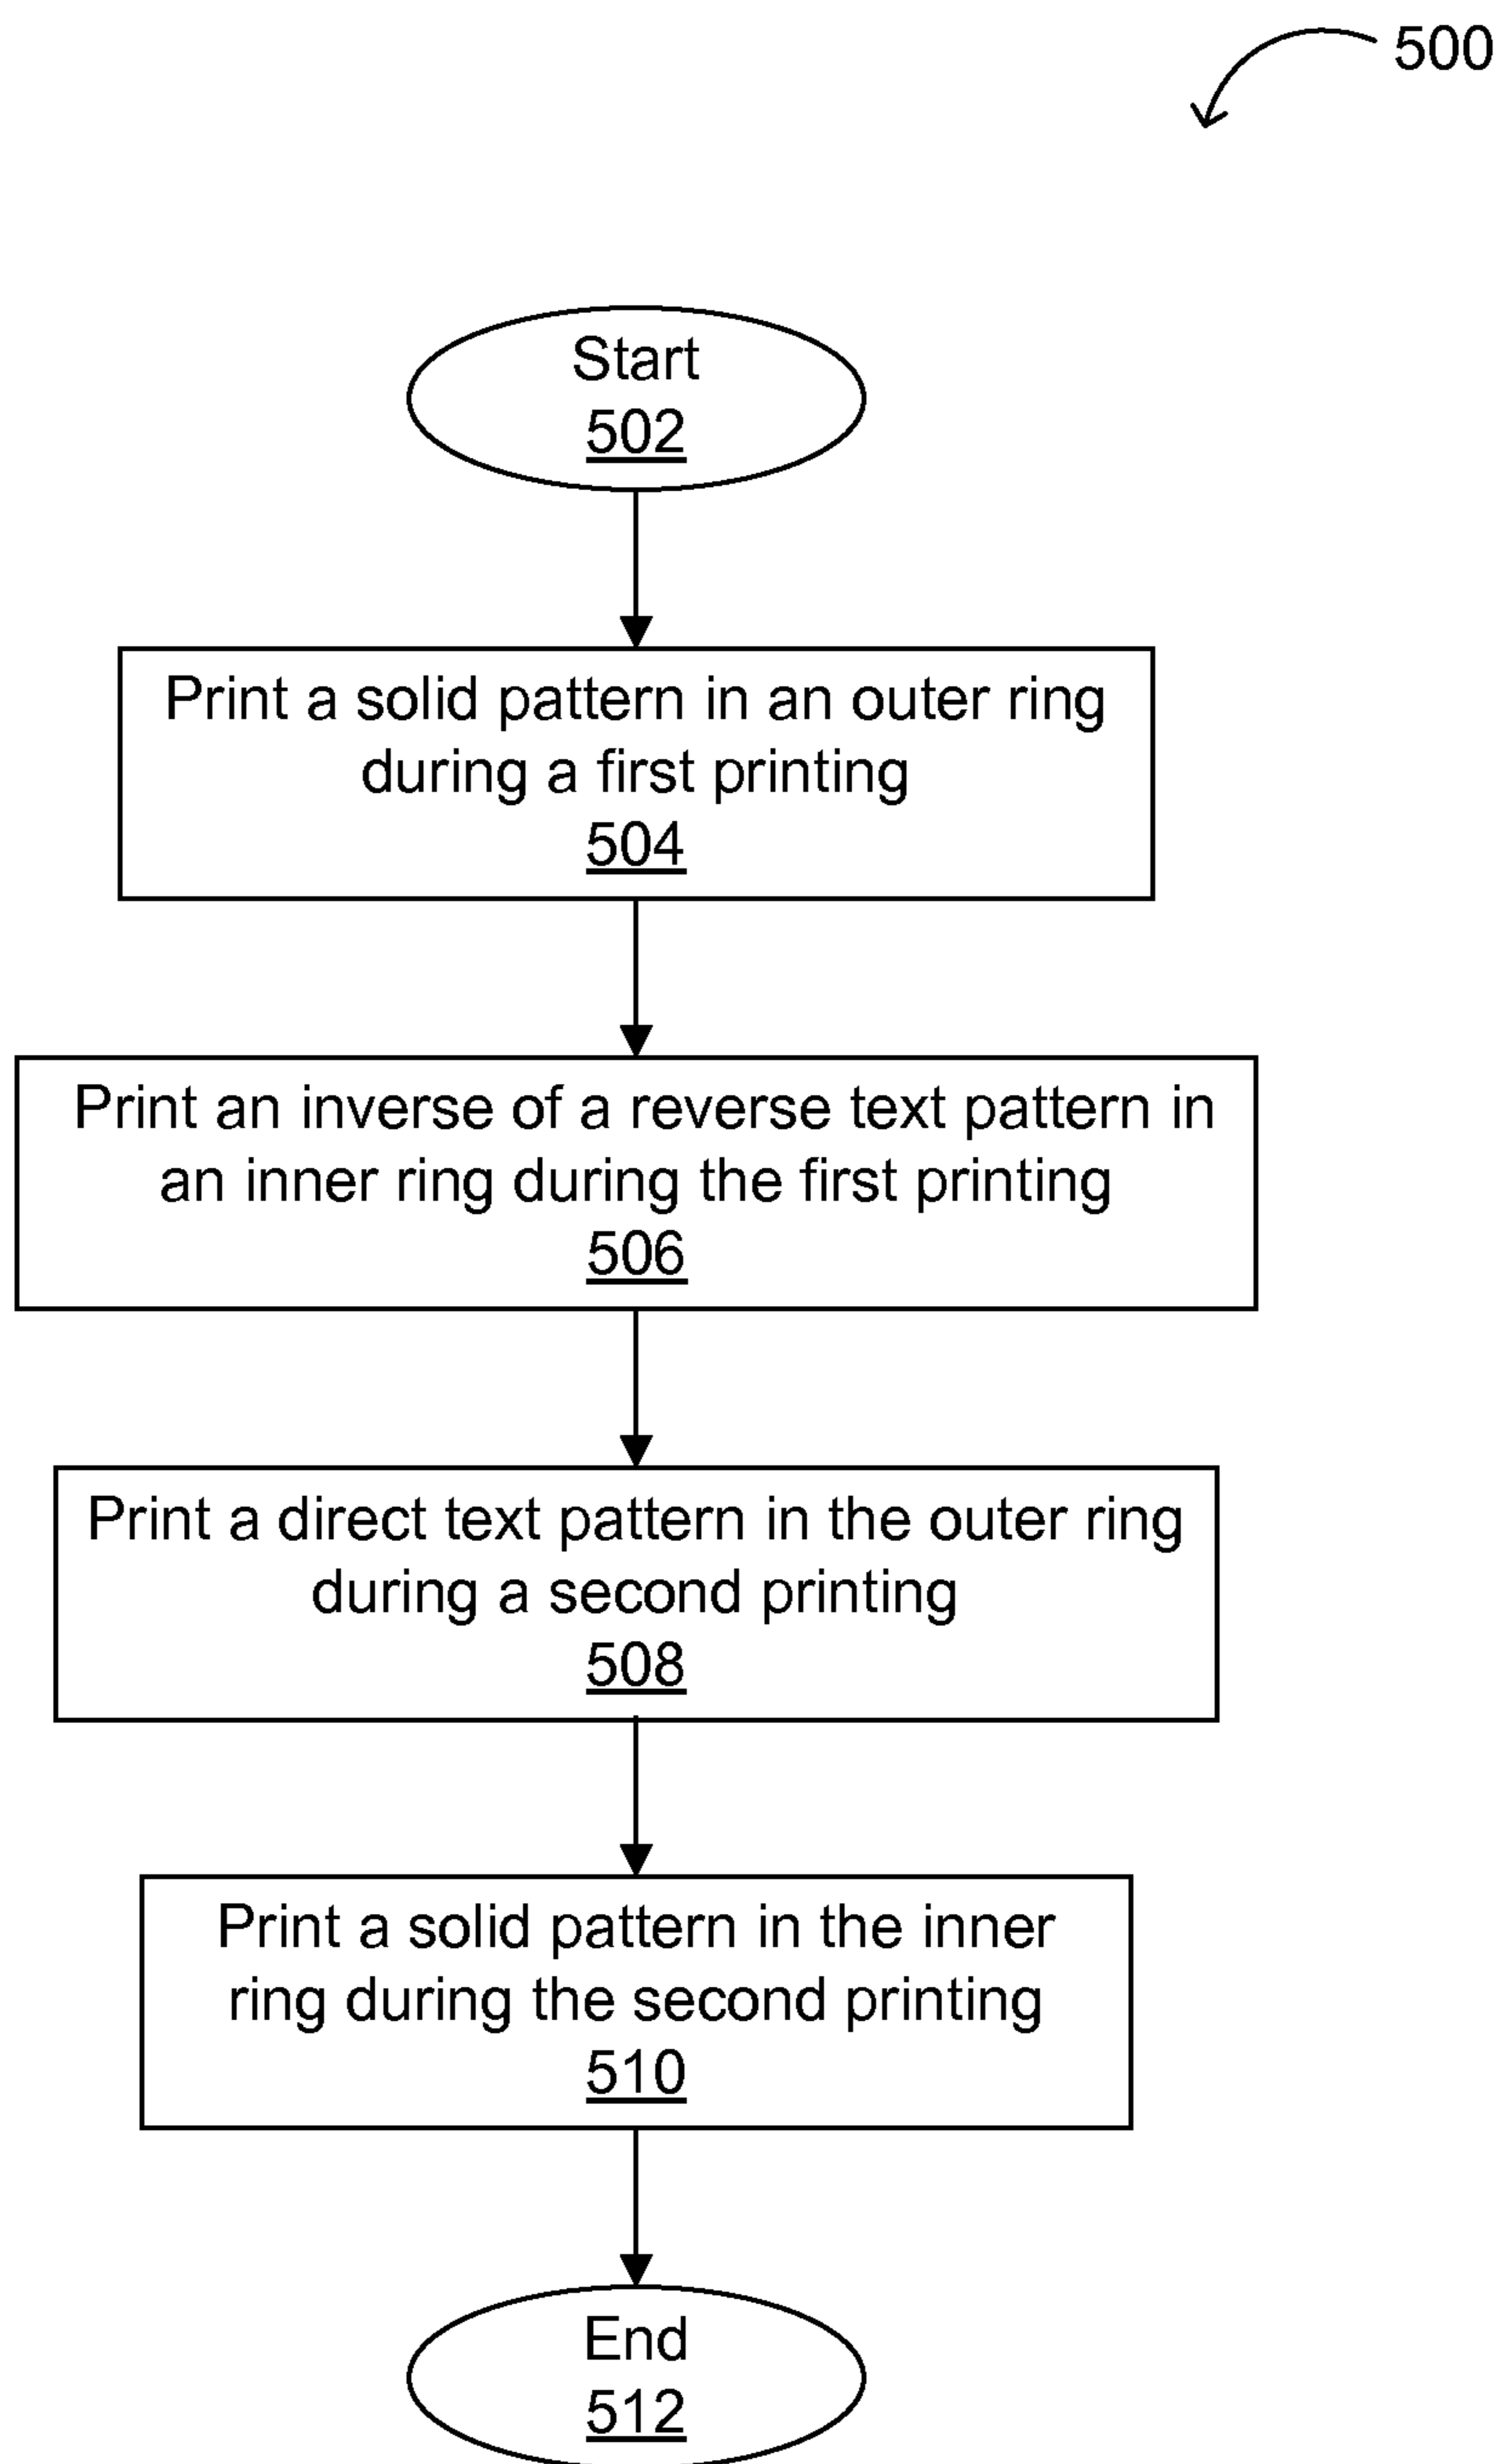 500
Start
502
Print a solid pattern in an outer ring
during a first printing
504
Print an inverse of a reverse text pattern in
an inner ring during the first printing
506
Print a direct text pattern in the outer ring
during a second printing
508
Print a solid pattern in the inner
ring during the second printing
510
End
512